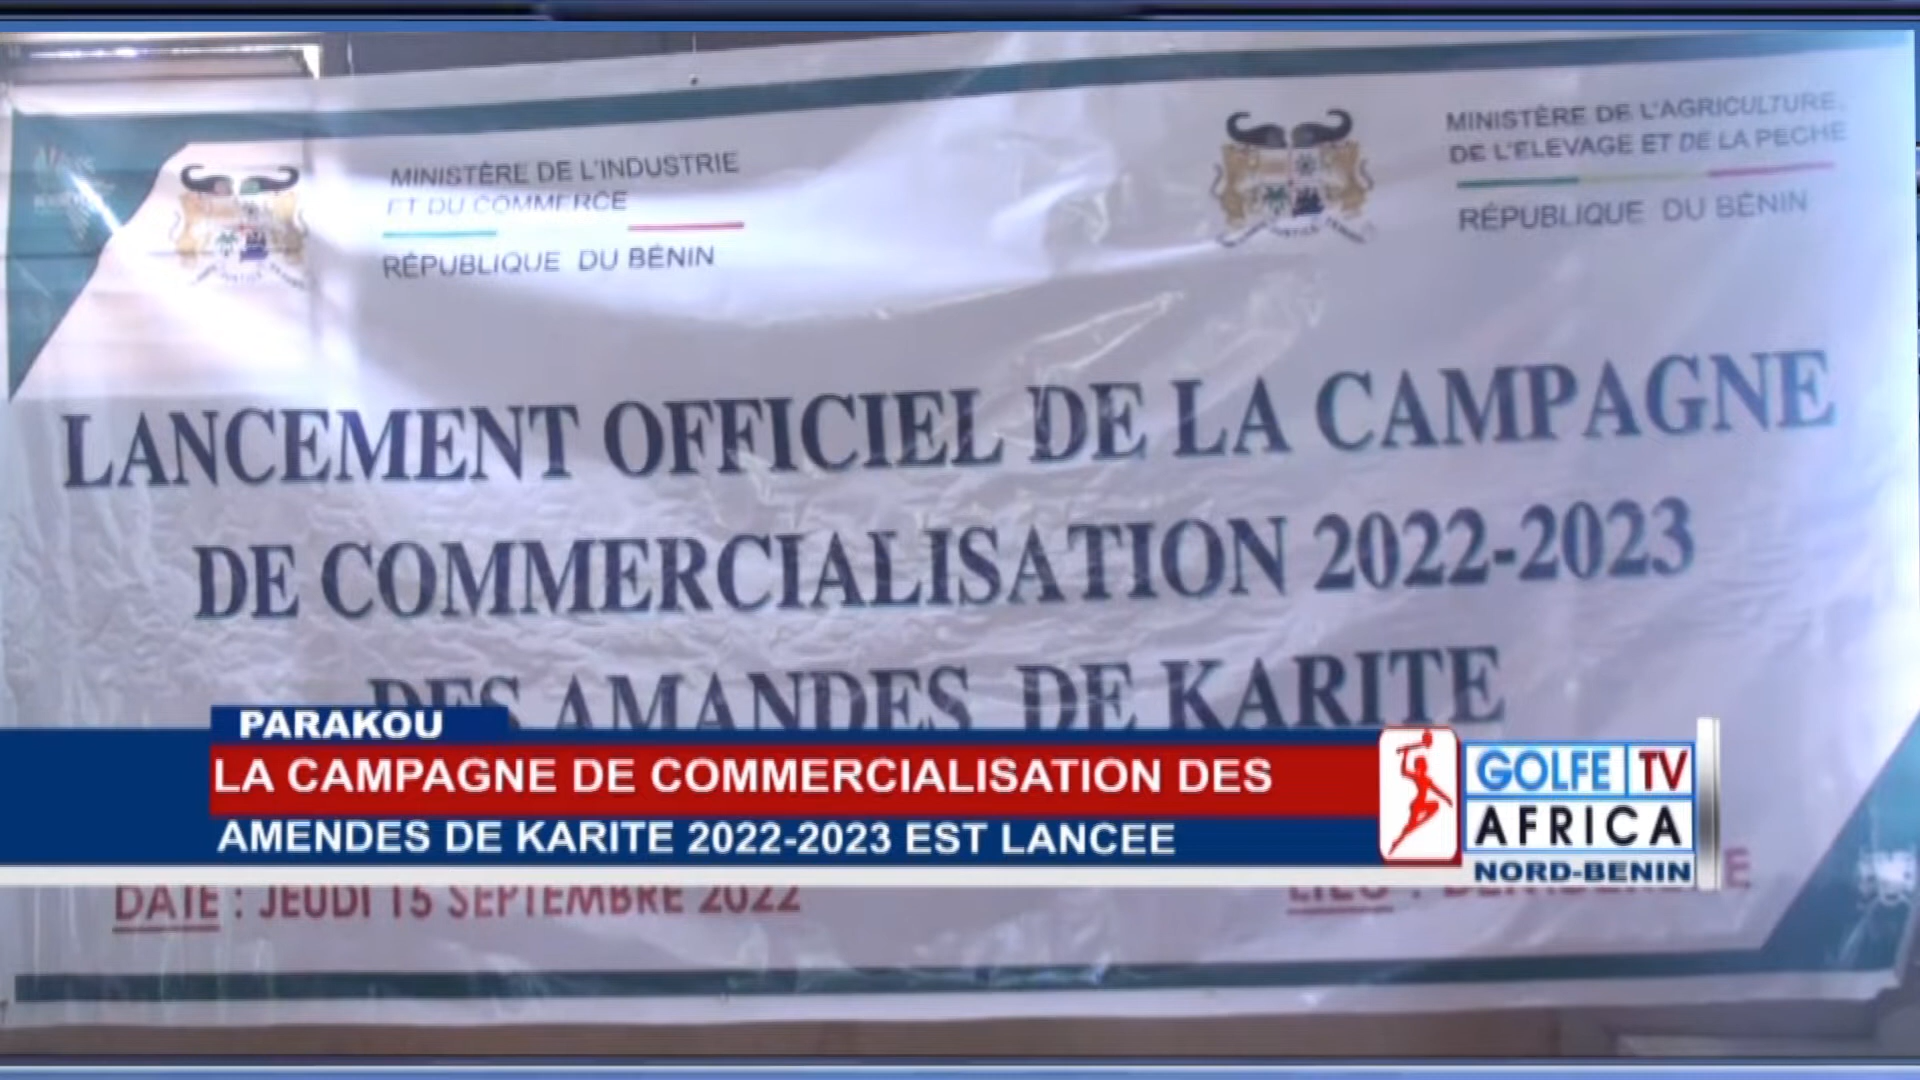 MINISTÈRE DE L'INDUSTRIE
ET DU COMMERCE
RÉPUBLIQUE DU BÉNIN
MINISTÈRE DE L'AGRICULTURE,
DE L'ELEVAGE ET DE LA PECHE
RÉPUBLIQUE DU BÉNIN
LANCEMENT OFFICIEL DE LA CAMPAGNE
DE COMMERCIALISATION 2022-2023
DES AMANDES DE KARITE
PARAKOU
LA CAMPAGNE DE COMMERCIALISATION DES
AMENDES DE KARITE 2022-2023 EST LANCEE
GOLFE TV
AFRICA
NORD-BENIN
DATE : JEUDI 15 SEPTEMBRE 2022
LIEU :